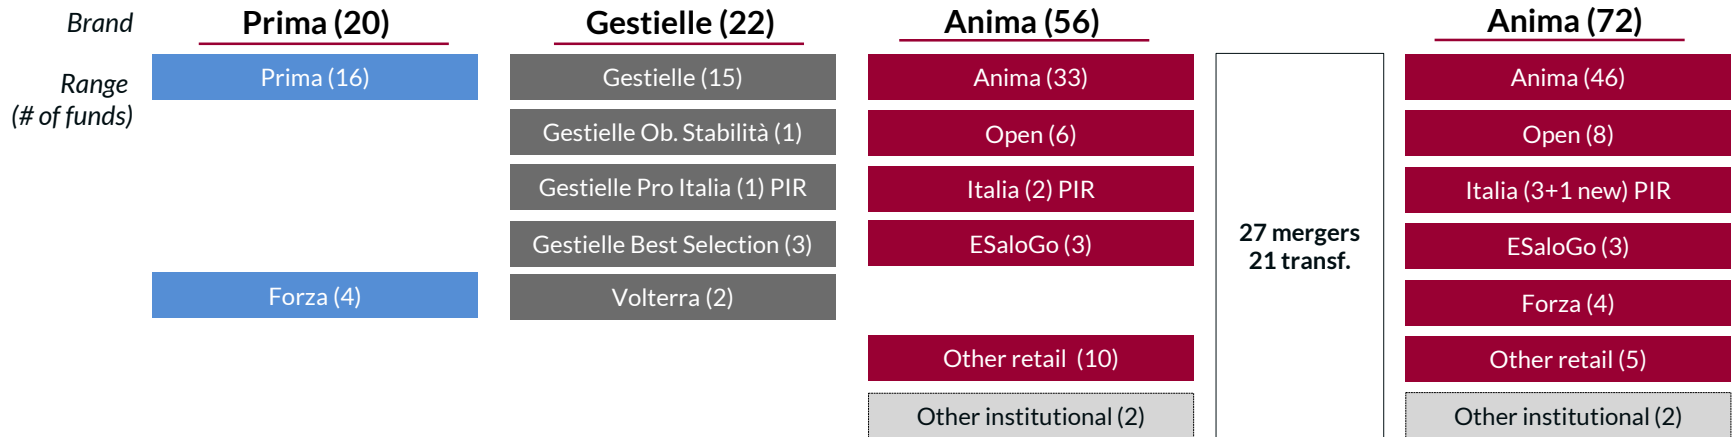 Brand
Prima (20)
Gestielle (22)
Anima (56)
Anima (72)
Range
(# of funds)
Prima (16)
Gestielle (15)
Anima (33)
Anima (46)
Gestielle Ob. Stabilità (1)
Open (6)
Open (8)
Gestielle Pro Italia (1) PIR
Italia (2) PIR
Italia (3+1 new) PIR
Gestielle Best Selection (3)
ESaloGo (3)
27 mergers
21 transf.
ESaloGo (3)
Forza (4)
Volterra (2)
Forza (4)
Other retail (10)
Other retail (5)
Other institutional (2)
Other institutional (2)